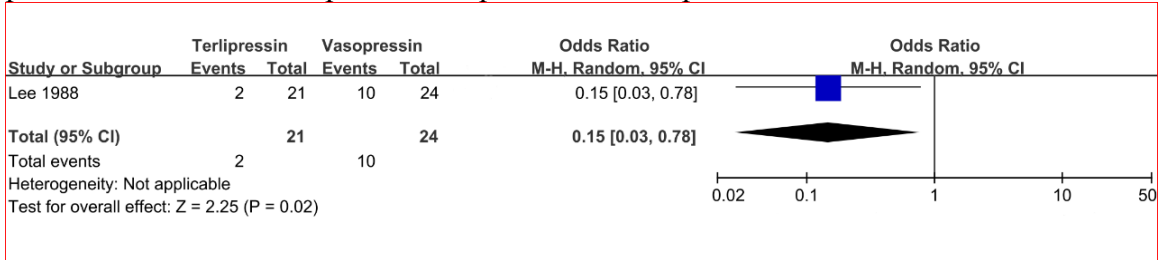 Terlipressin Vasopressin Odds Ratio Odds Ratio
Study or Subgroup Events Total Events Total M-H, Random, 95% CI M-H, Random, 95% CI
Lee 1988 2 21 10 24 0.15 [0.03, 0.78]
Total (95% CI) 21 24 0.15 [0.03, 0.78]
Total events 2 10
Heterogeneity: Not applicable
Test for overall effect: Z = 2.25 (P = 0.02)
0.02 0.1 1 10 50